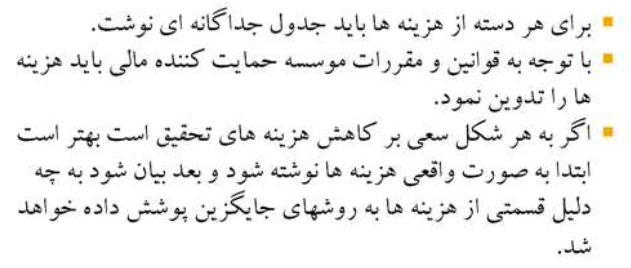 ▪ برای هر دسته از هزینه ها باید جدول جداگانه ای نوشت.
▪ با توجه به قوانین و مقررات موسسه حمایت کننده مالی باید هزینه
ها را تدوین نمود.
▪ اگر به هر شکل سعی بر کاهش هزینه های تحقیق است بهتر است
ابتدا به صورت واقعی هزینه ها نوشته شود و بعد بیان شود به چه
دلیل قسمتی از هزینه ها به روشهای جایگزین پوشش داده خواهد
شد.